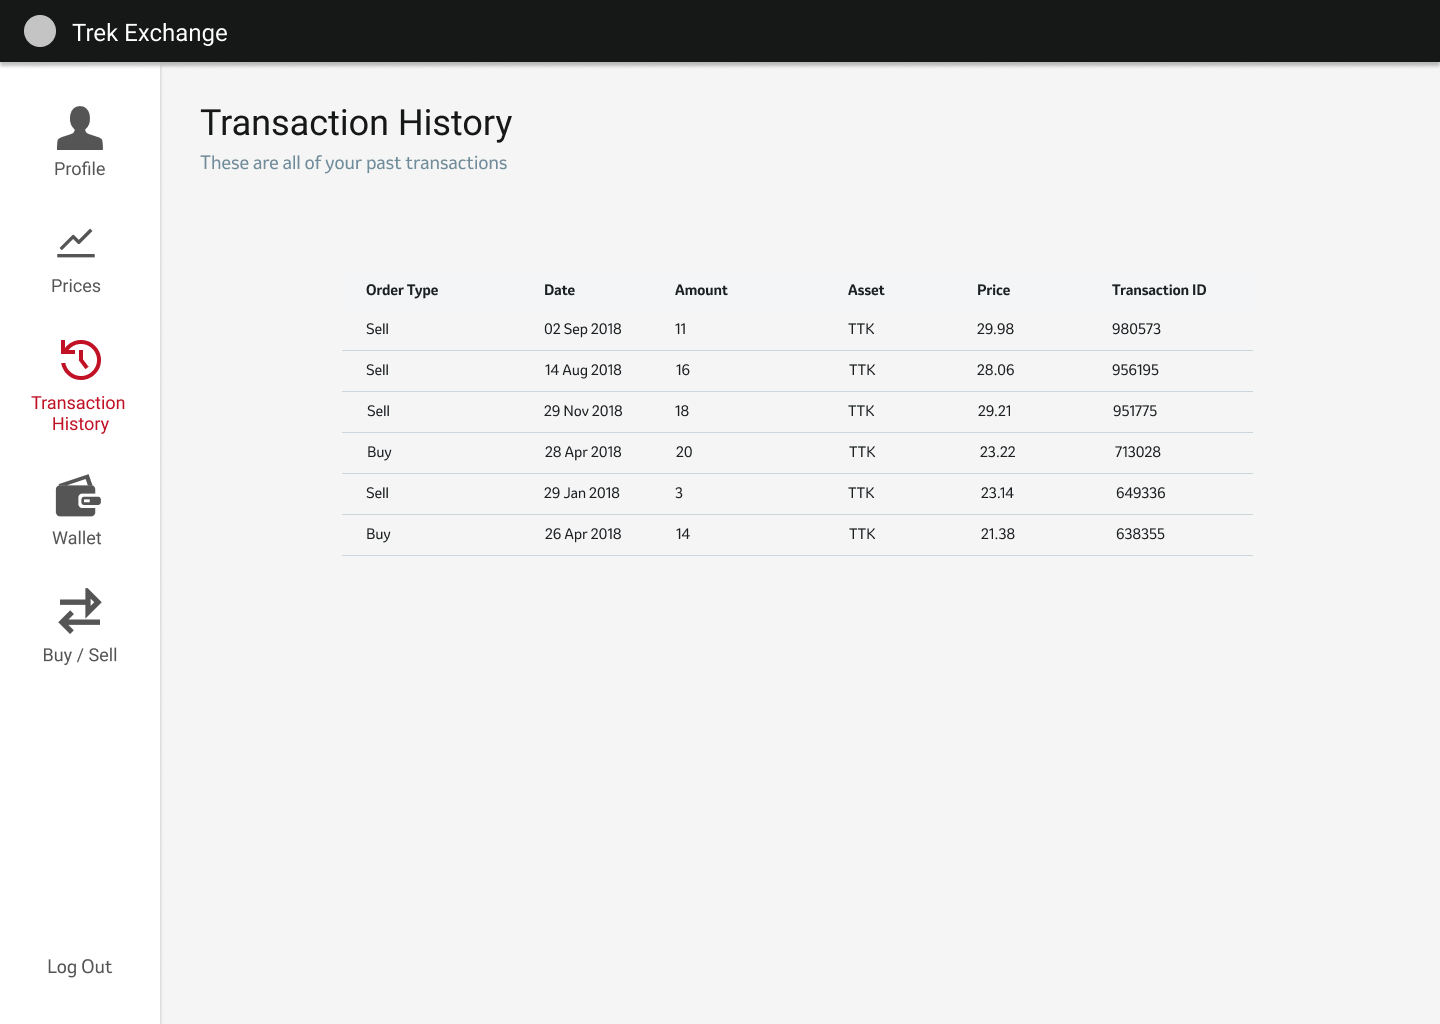 Trek Exchange
Profile
Prices
Transaction
History
Wallet
Buy / Sell
Log Out
Transaction History
These are all of your past transactions
Order Type Date Amount Asset Price Transaction ID
Sell 02 Sep 2018 11 TTK 29.98 980573
Sell 14 Aug 2018 16 TTK 28.06 956195
Sell 29 Nov 2018 18 TTK 29.21 951775
Buy 28 Apr 2018 20 TTK 23.22 713028
Sell 29 Jan 2018 3 TTK 23.14 649336
Buy 26 Apr 2018 14 TTK 21.38 638355